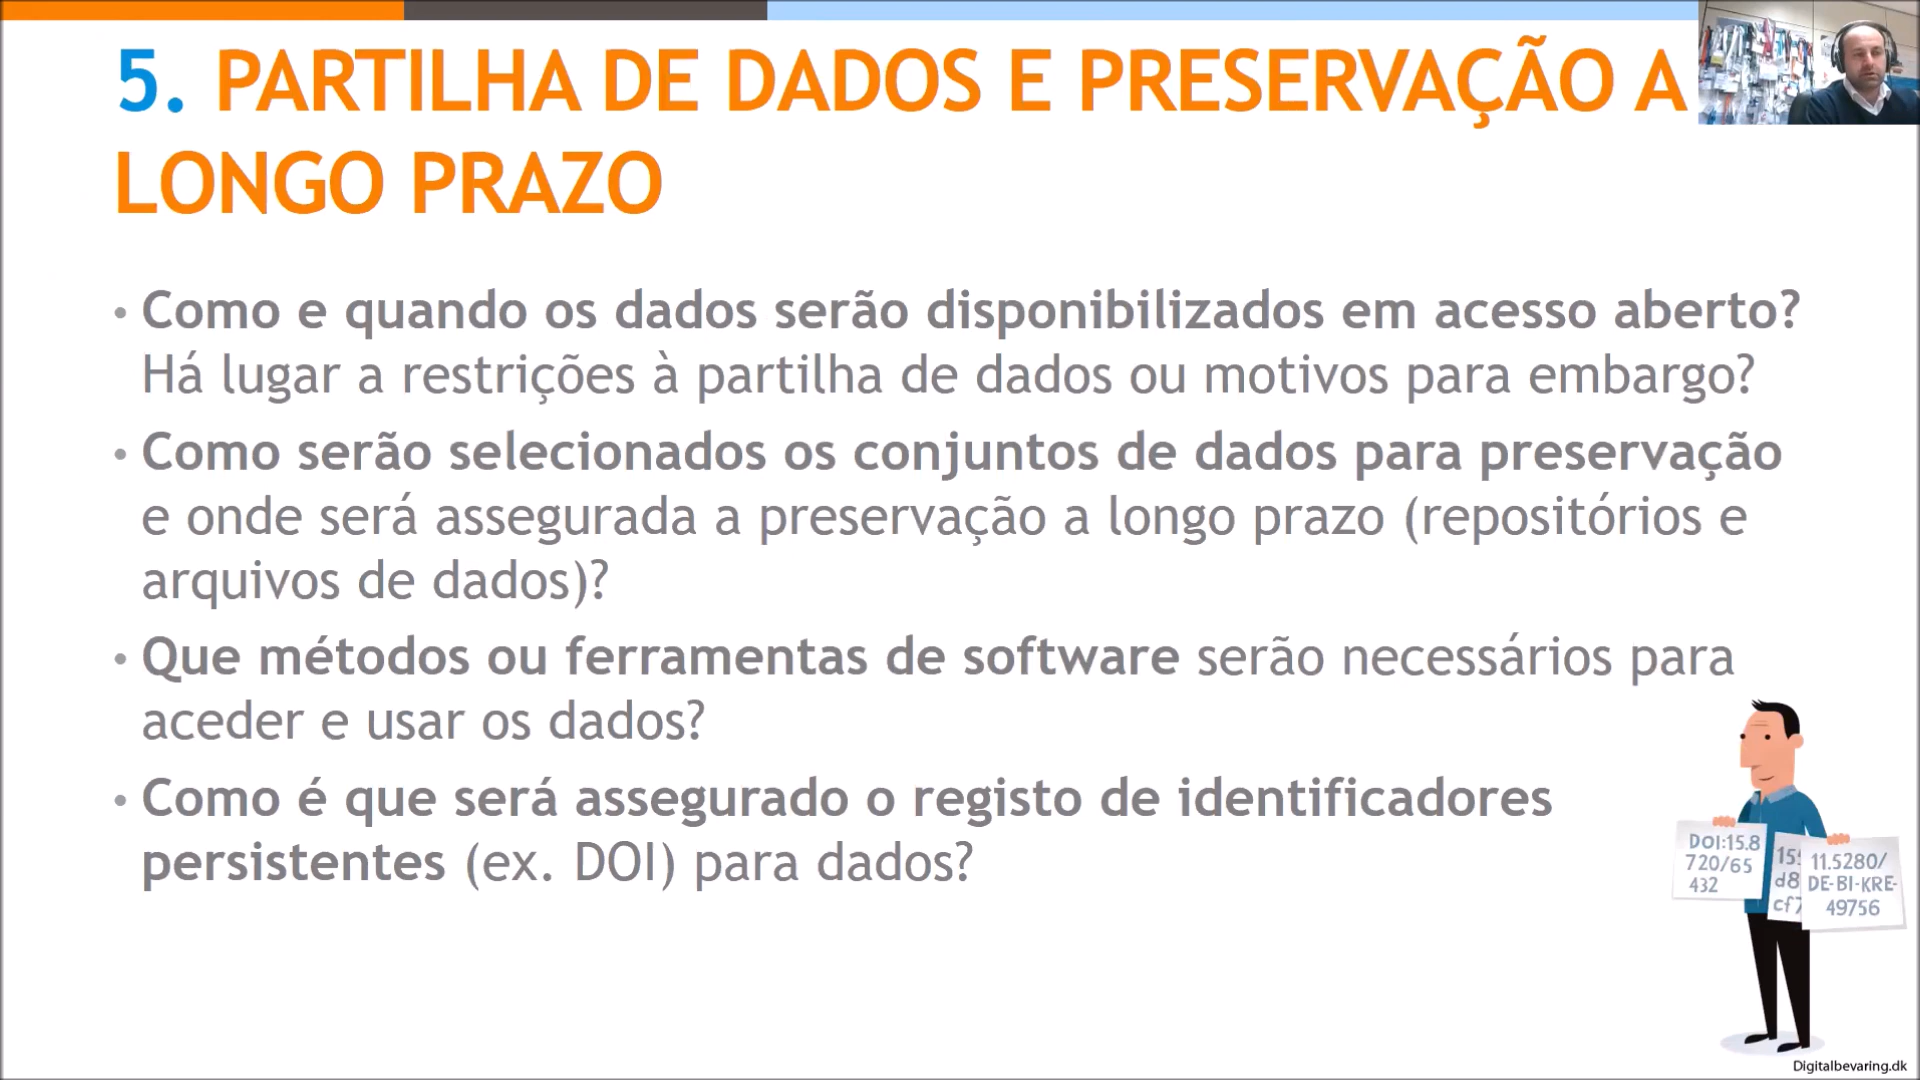 5. PARTILHA DE DADOS E PRESERVAÇÃO A
LONGO PRAZO
• Como e quando os dados serão disponibilizados em acesso aberto?
Há lugar a restrições à partilha de dados ou motivos para embargo?
• Como serão selecionados os conjuntos de dados para preservação
e onde será assegurada a preservação a longo prazo (repositórios e
arquivos de dados)?
• Que métodos ou ferramentas de software serão necessários para
aceder e usar os dados?
• Como é que será assegurado o registo de identificadores
persistentes (ex. DOI) para dados?
DOI:15.8
720/65
432
15
d8
cf7
11.5280/
DE-BI-KRE-
49756
Digitalbevaring.dk